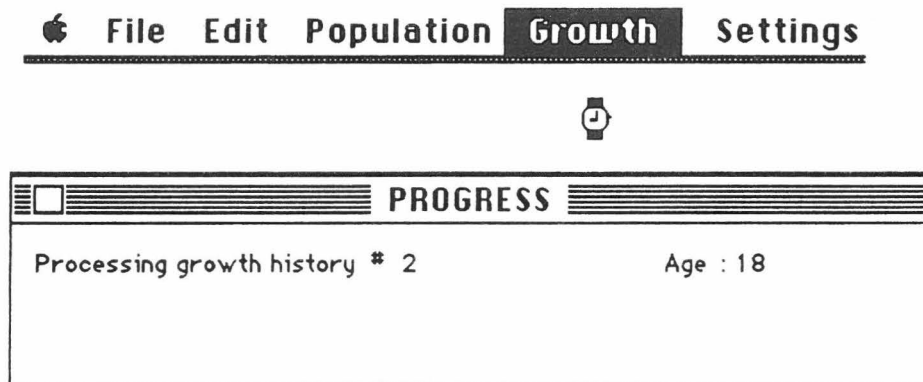 File Edit Population Growth Settings
PROGRESS
Processing growth history # 2 Age : 18